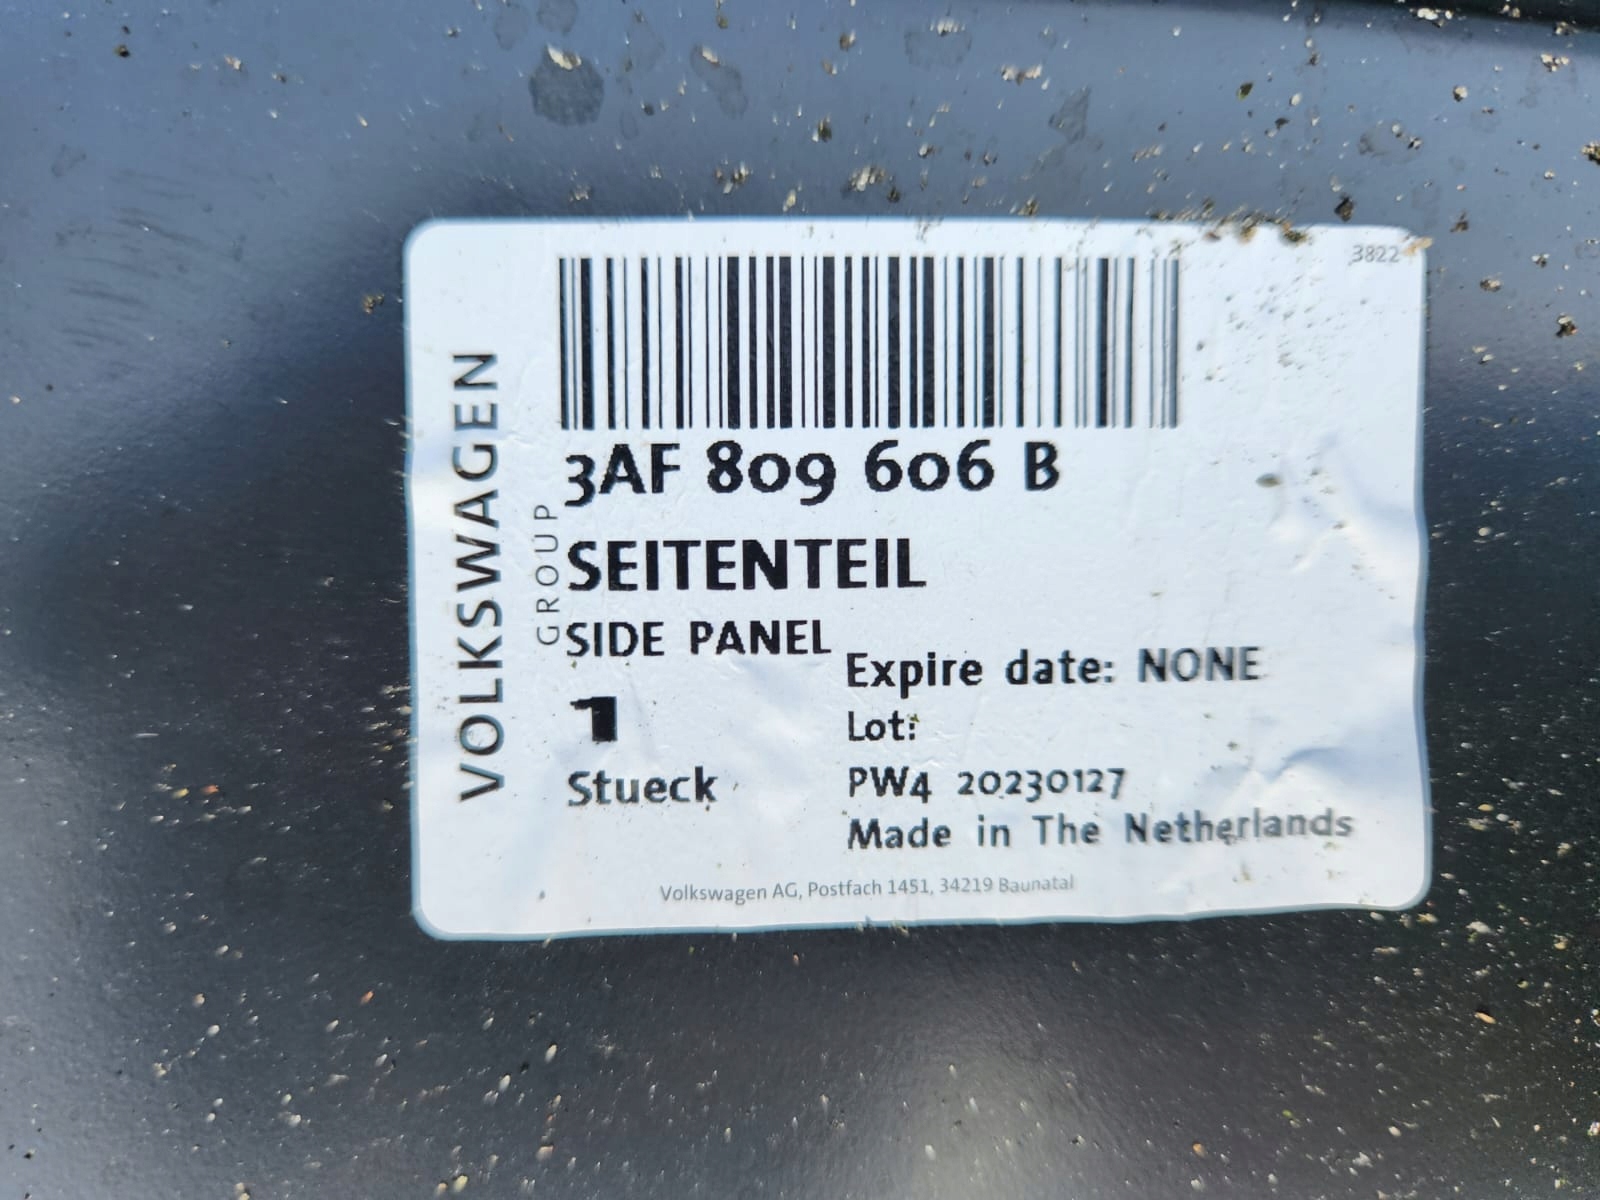 3822
VOLKSWAGEN
GROUP
3AF 809 606 B
SEITENTEIL
SIDE PANEL
Expire date: NONE
1
Lot:
Stueck
PW4 20230127
Made in The Netherlands
Volkswagen AG, Postfach 1451, 34219 Baunatal